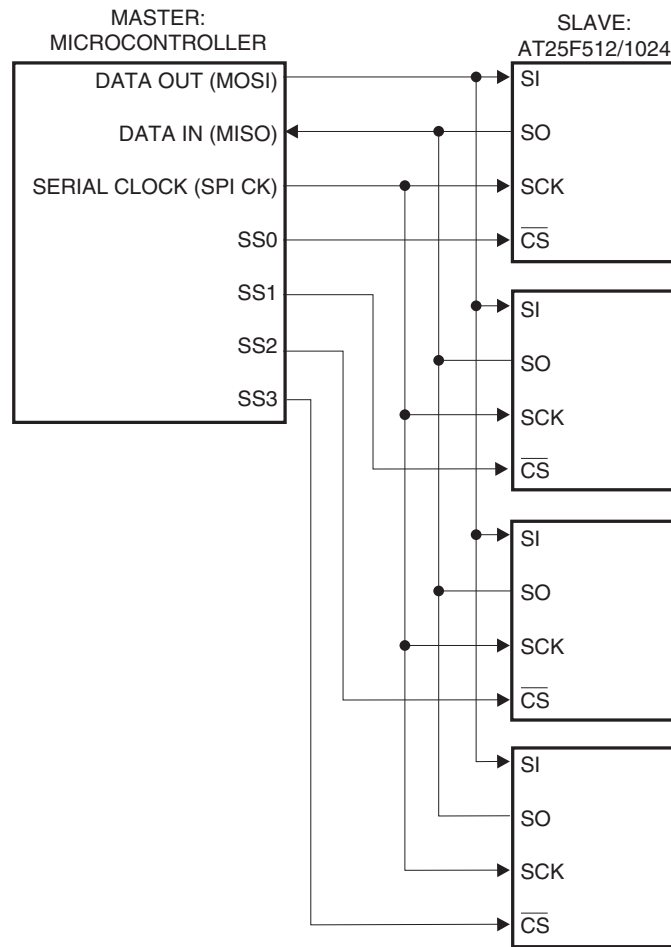 MASTER:
MICROCONTROLLER
DATA OUT (MOSI)
DATA IN (MISO)
SERIAL CLOCK (SPI CK)
SS0
SS1
SS2
SS3
SLAVE:
AT25F512/1024
SI
SO
SCK
CS
SI
SO
SCK
CS
SI
SO
SCK
CS
SI
SO
SCK
CS